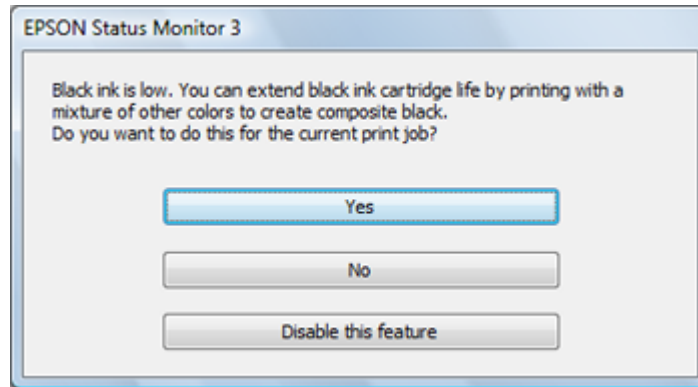 EPSON Status Monitor 3
Black ink is low. You can extend black ink cartridge life by printing with a
mixture of other colors to create composite black.
Do you want to do this for the current print job?
Yes
No
Disable this feature